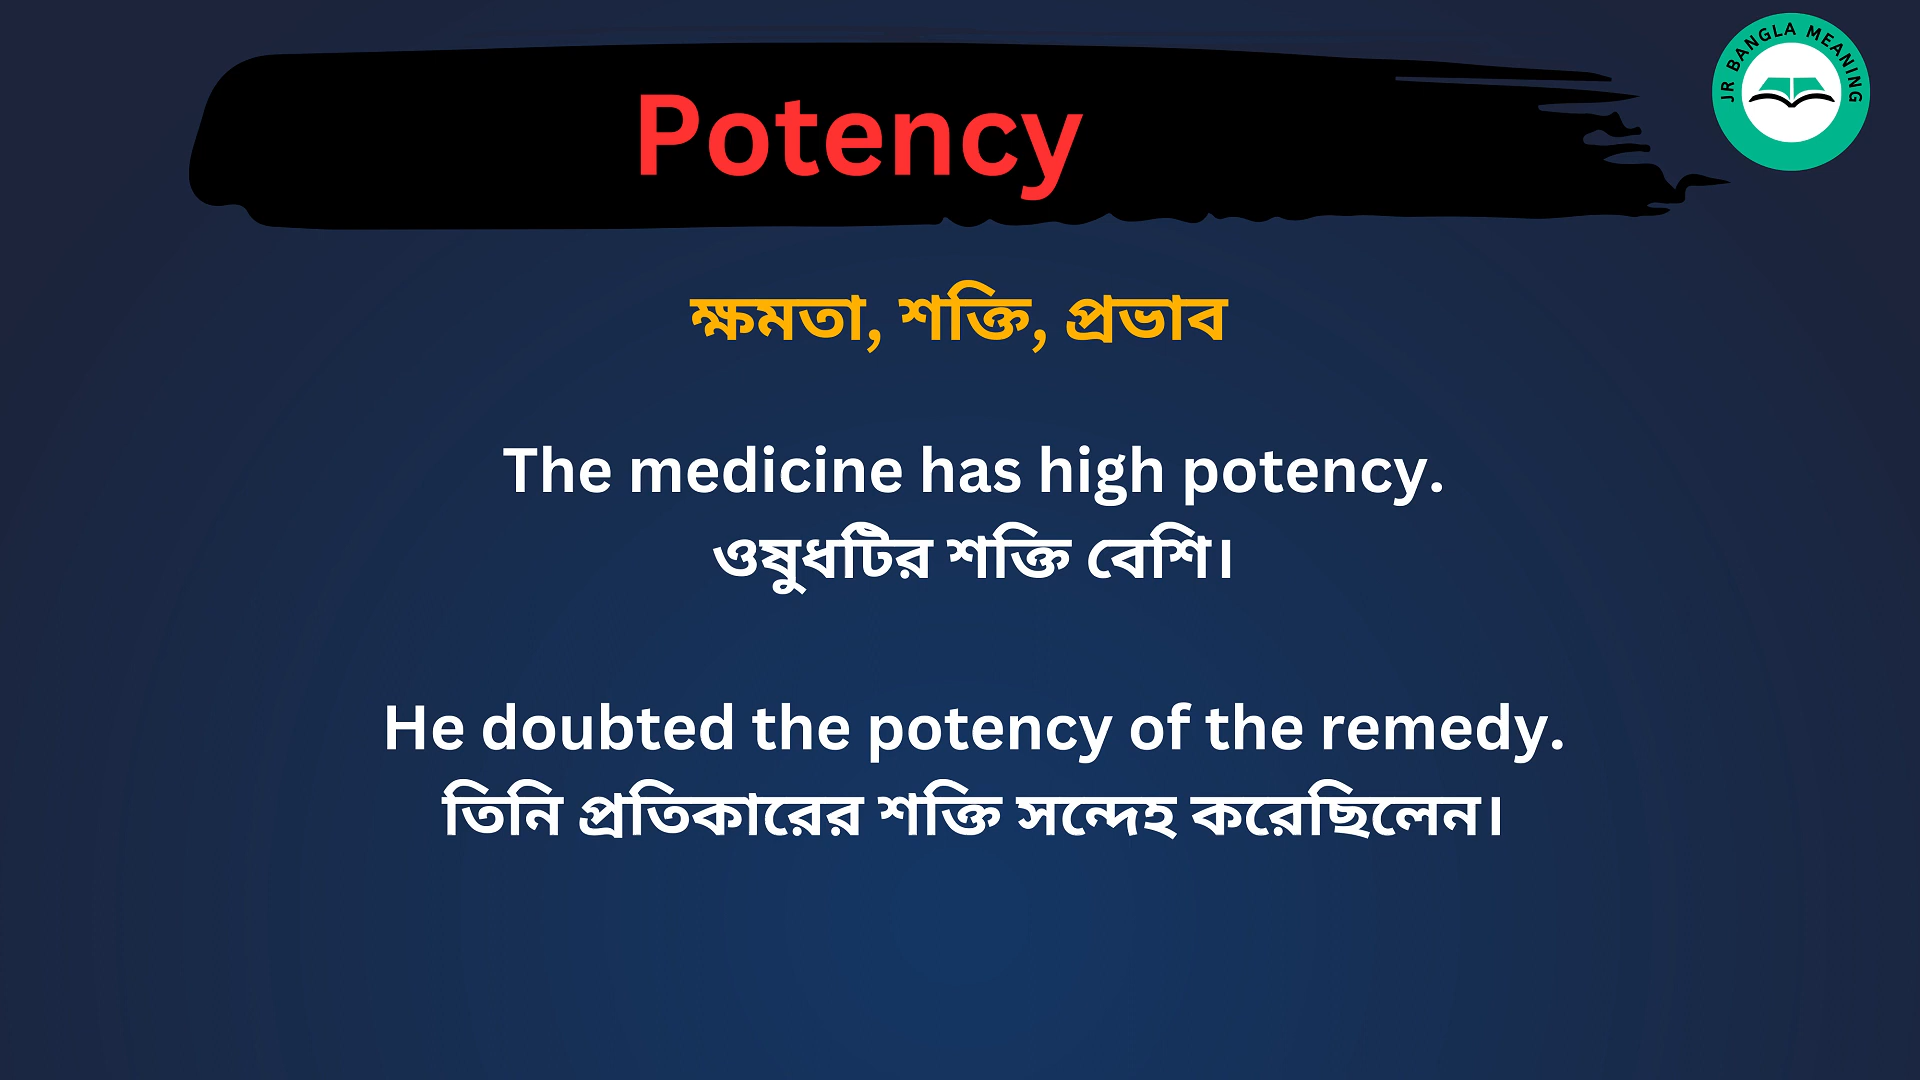 JR BANGLA MEANING
Potency
ক্ষমতা, শক্তি, প্রভাব
The medicine has high potency.
ওষুধটির শক্তি বেশি।
He doubted the potency of the remedy.
তিনি প্রতিকারের শক্তি সন্দেহ করেছিলেন।